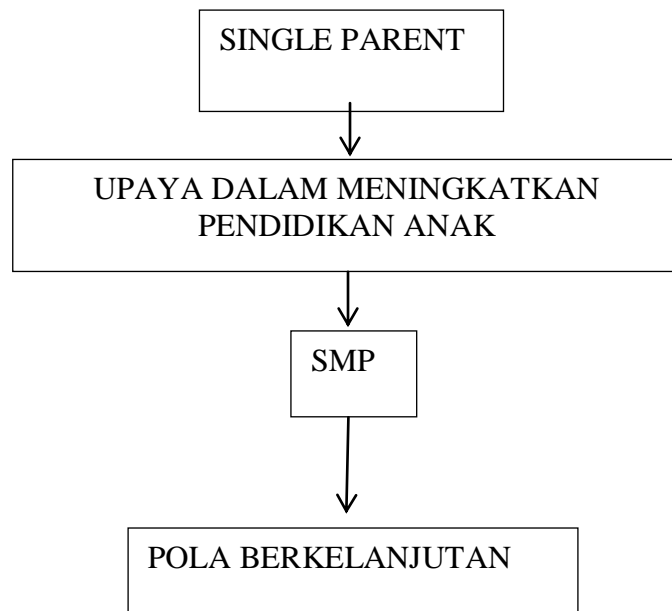 SINGLE PARENT
UPAYA DALAM MENINGKATKAN
PENDIDIKAN ANAK
SMP
POLA BERKELANJUTAN